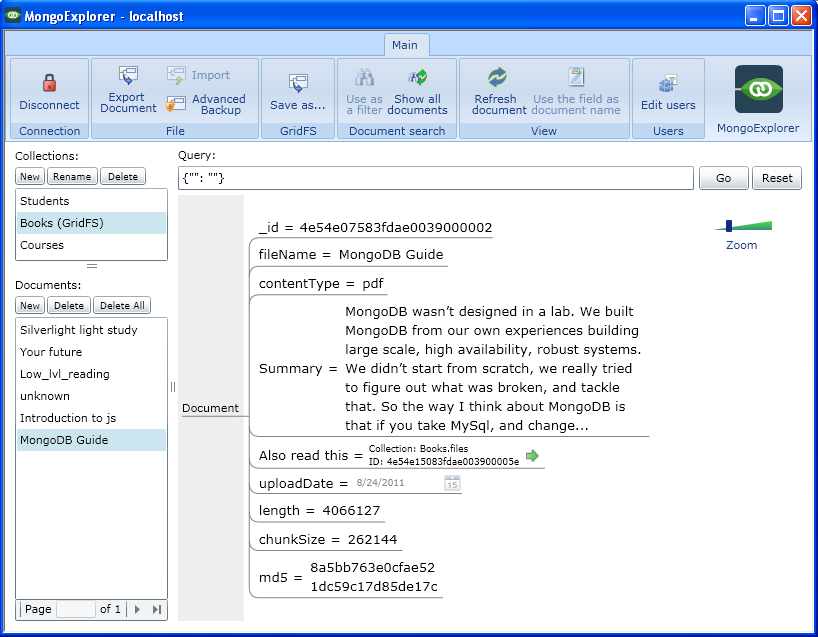 MongoExplorer - localhost
Main
Disconnect
Connection
Export
Document
Import
Advanced
Backup
File
Save as...
GridFS
Use as
a filter
Show all
documents
Document search
Refresh
document
Use the field as
document name
View
Edit users
Users
MongoExplorer
Collections:
New Rename Delete
Students
Books (GridFS)
Courses
Documents:
New Delete Delete All
Silverlight light study
Your future
Low_lvl_reading
unknown
Introduction to js
MongoDB Guide
Page of 1
Query:
{"": ""}
Go Reset
Zoom
Document
_id = 4e54e07583fdae0039000002
fileName = MongoDB Guide
contentType = pdf
Summary =
MongoDB wasn't designed in a lab. We built
MongoDB from our own experiences building
large scale, high availability, robust systems.
We didn't start from scratch, we really tried
to figure out what was broken, and tackle
that. So the way I think about MongoDB is
that if you take MySql, and change...
Also read this =
Collection: Books.files
ID: 4e54e15083fdae003900005e
uploadDate = 8/24/2011 15
length = 4066127
chunkSize = 262144
md5 =
8a5bb763e0cfae52
1dc59c17d85de17c